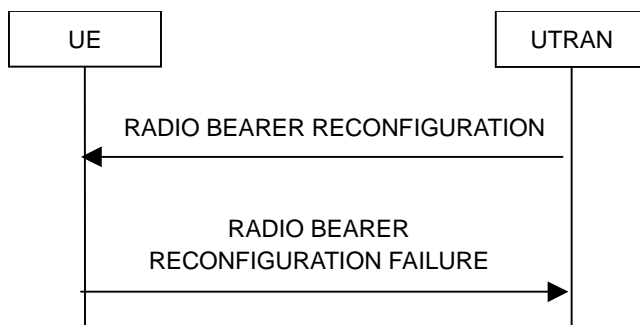 UE
UTRAN
RADIO BEARER RECONFIGURATION
RADIO BEARER
RECONFIGURATION FAILURE